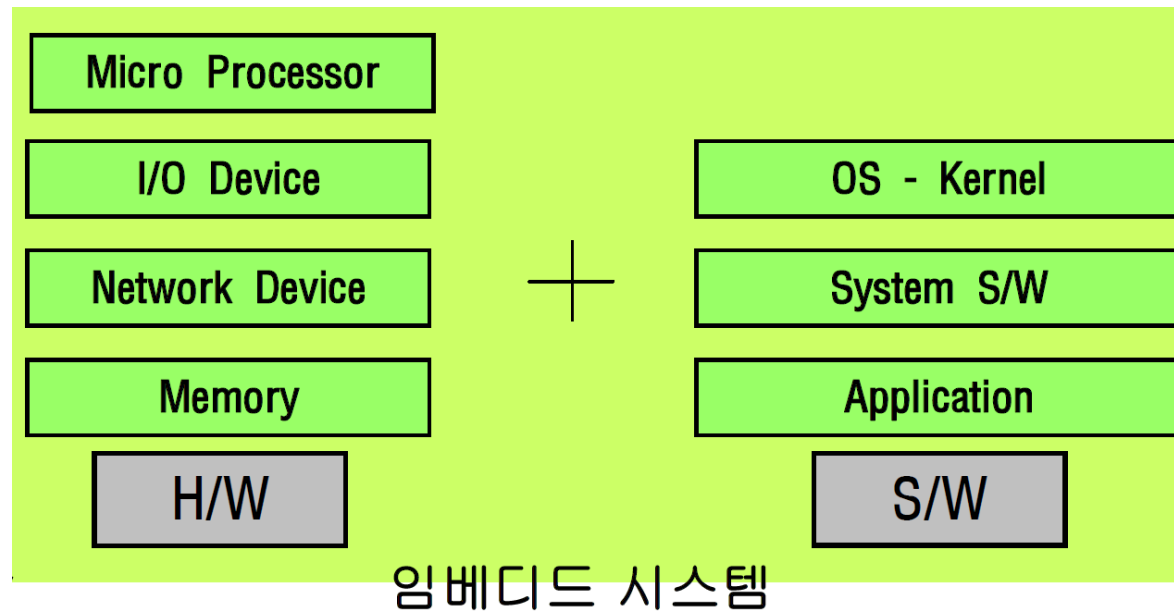 Micro Processor
I/O Device
Network Device
Memory
H/W
OS - Kernel
System S/W
Application
S/W
임베디드 시스템